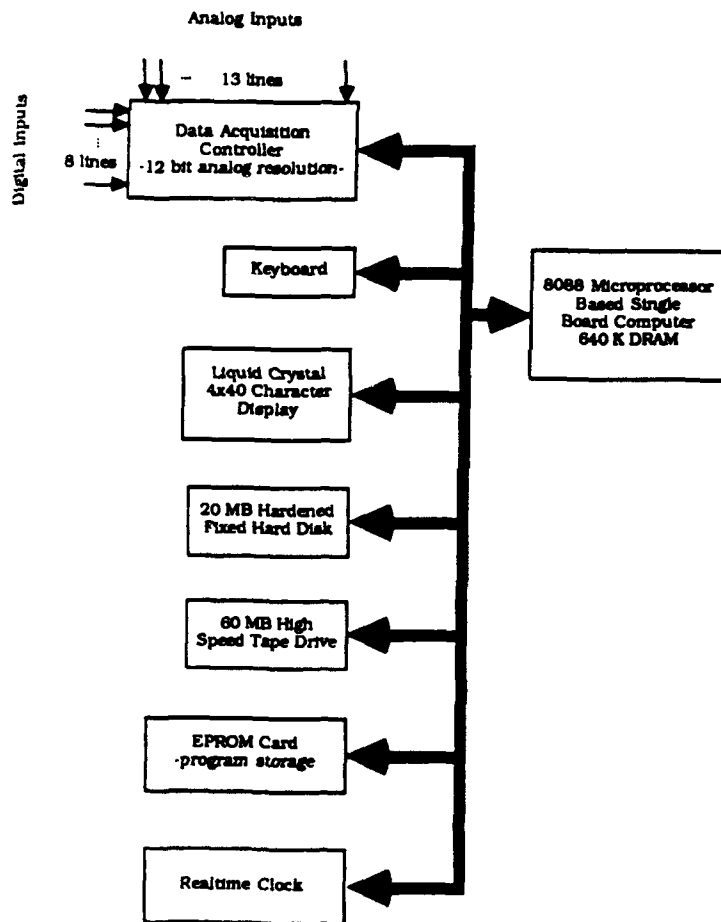 Analog Inputs
- 13 lines
Digital Inputs
8 lines
Data Acquisition
Controller
-12 bit analog resolution-
Keyboard
8088 Microprocessor
Based Single
Board Computer
640 K DRAM
Liquid Crystal
4x40 Character
Display
20 MB Hardened
Fixed Hard Disk
60 MB High
Speed Tape Drive
EPROM Card
-program storage
Realtime Clock